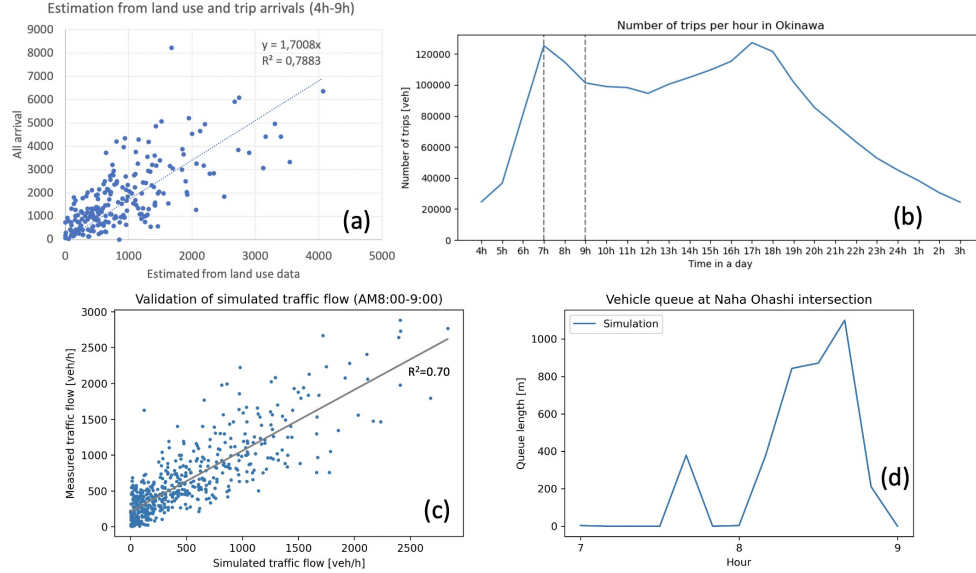 Estimation from land use and trip arrivals (4h-9h)
9000
8000
7000
6000
5000
4000
3000
2000
1000
0
All arrival
y = 1,7008x
R² = 0,7883
(a)
0 1000 2000 3000 4000 5000
Estimated from land use data
Number of trips per hour in Okinawa
120000
100000
80000
60000
40000
20000
0
Number of trips [veh]
(b)
4h 5h 6h 7h 8h 9h 10h 11h 12h 13h 14h 15h 16h 17h 18h 19h 20h 21h 22h 23h 24h 1h 2h 3h
Time in a day
Validation of simulated traffic flow (AM8:00-9:00)
3000
2500
2000
1500
1000
500
0
Measured traffic flow [veh/h]
R²=0.70
(c)
0 500 1000 1500 2000 2500
Simulated traffic flow [veh/h]
Vehicle queue at Naha Ohashi intersection
Simulation
1000
800
600
400
200
0
Queue length [m]
(d)
7 8 9
Hour